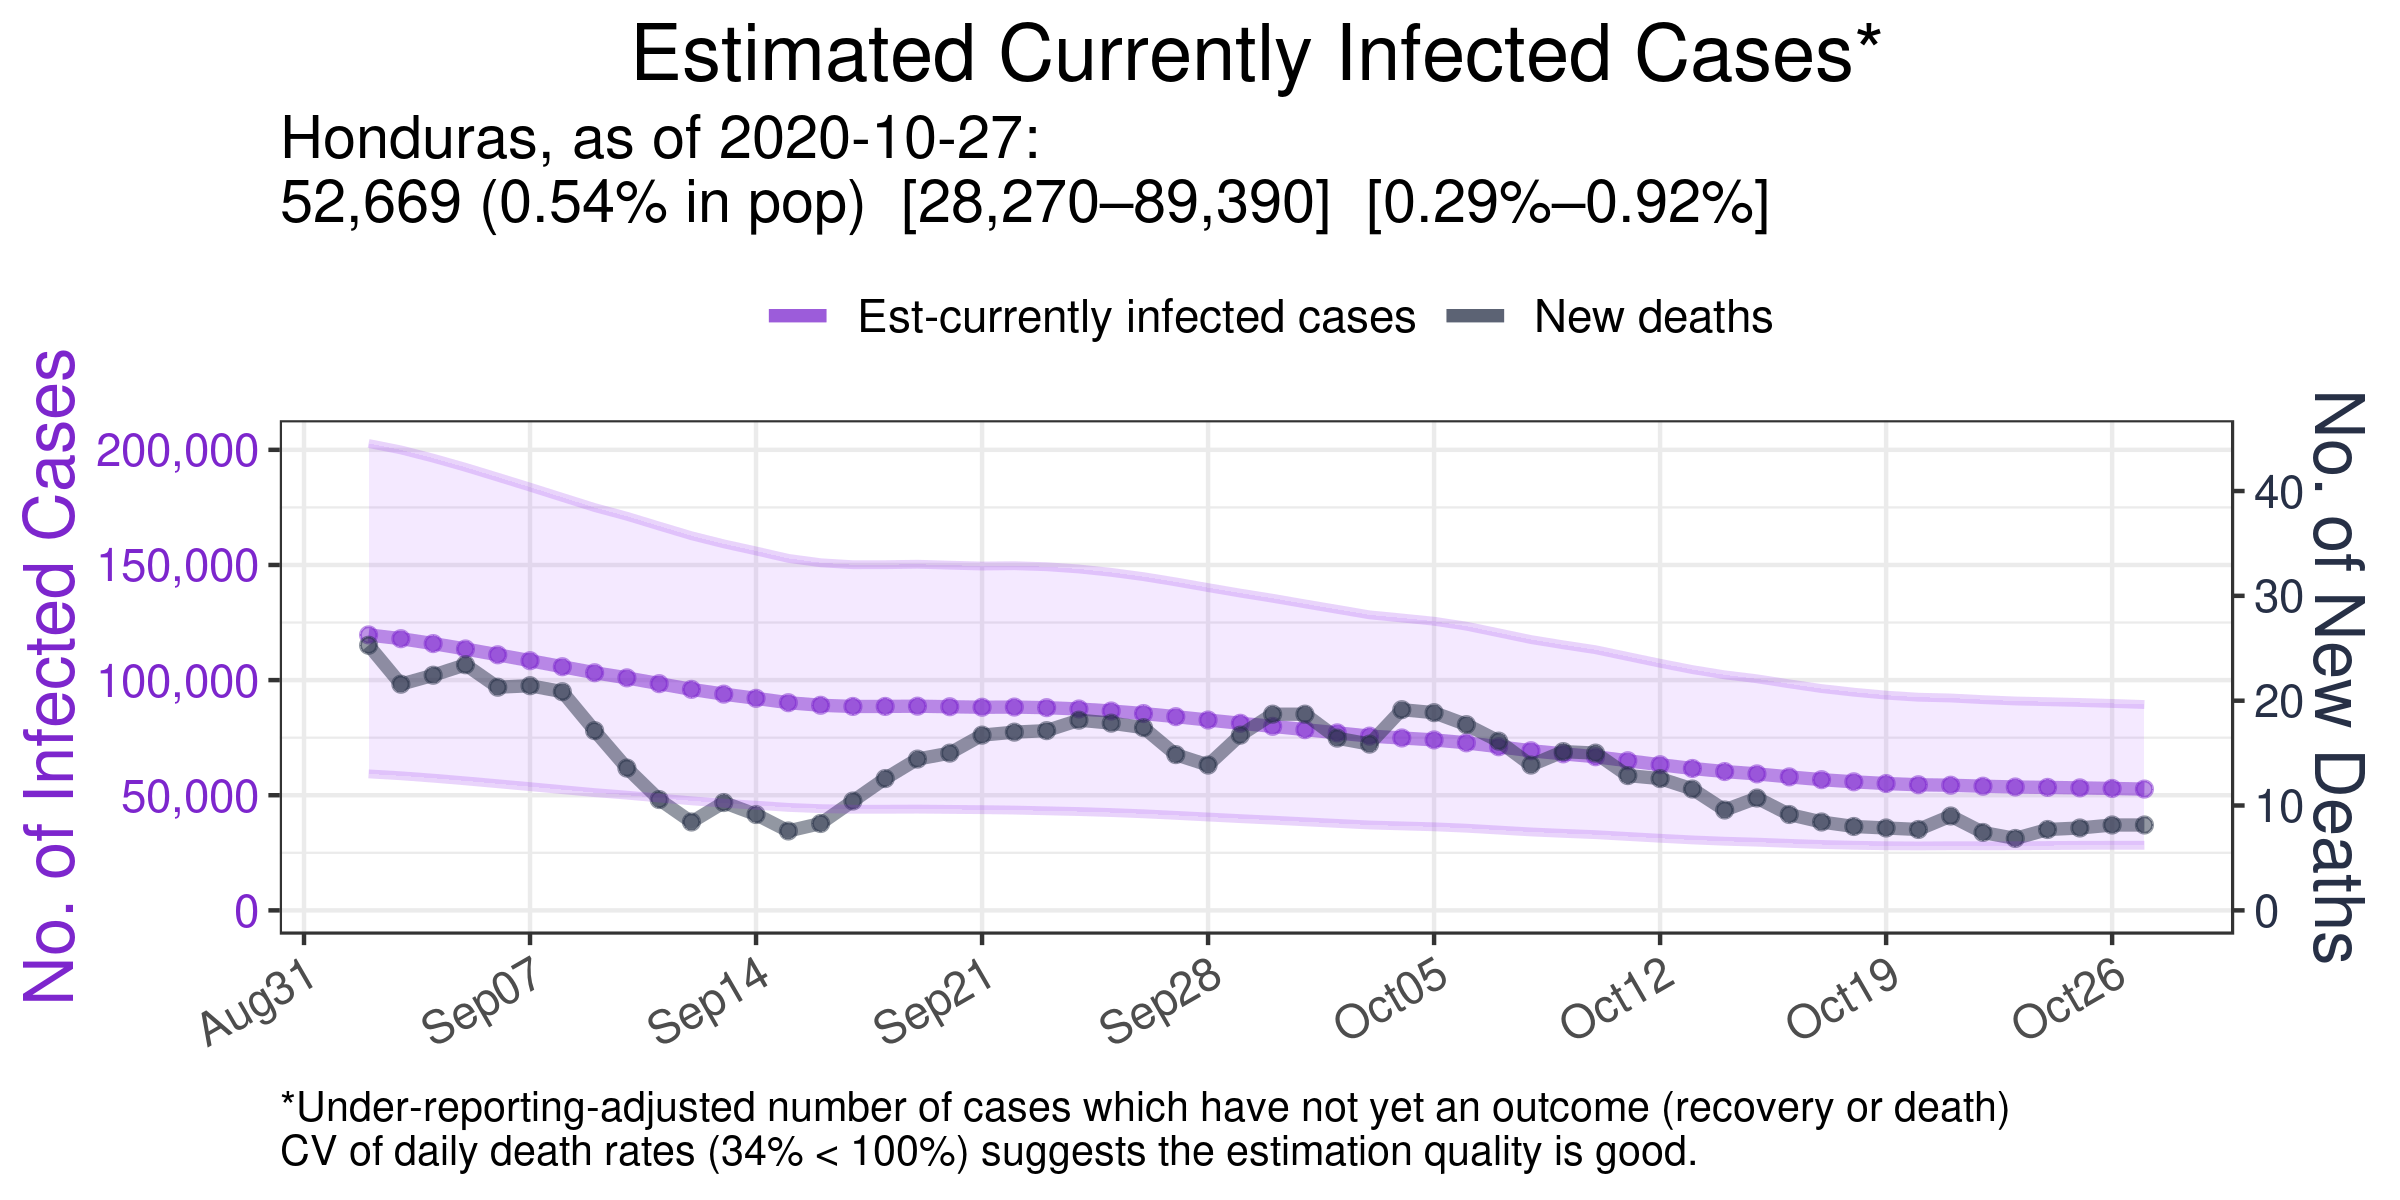 Estimated Currently Infected Cases*
Honduras, as of 2020-10-27:
52,669 (0.54% in pop)  [28,270–89,390]  [0.29%–0.92%]
Est-currently infected cases
New deaths
No. of Infected Cases
200,000
150,000
100,000
50,000
0
No. of New Deaths
40
30
20
10
0
Aug31
Sep07
Sep14
Sep21
Sep28
Oct05
Oct12
Oct19
Oct26
*Under-reporting-adjusted number of cases which have not yet an outcome (recovery or death)
CV of daily death rates (34% < 100%) suggests the estimation quality is good.